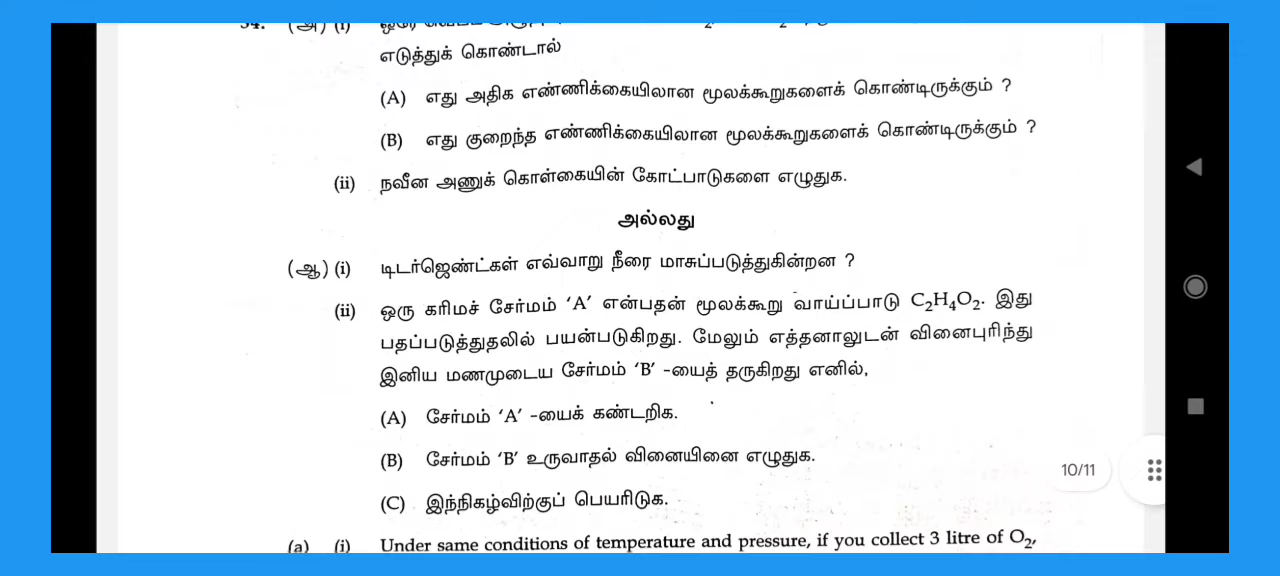 34. (அ) (i) ஒரே
எடுத்துக் கொண்டால்
(A) எது அதிக எண்ணிக்கையிலான மூலக்கூறுகளைக் கொண்டிருக்கும் ?
(B) எது குறைந்த எண்ணிக்கையிலான மூலக்கூறுகளைக் கொண்டிருக்கும் ?
(ii) நவீன அணுக் கொள்கையின் கோட்பாடுகளை எழுதுக.
அல்லது
(ஆ) (i) டிடர்ஜெண்ட்கள் எவ்வாறு நீரை மாசுப்படுத்துகின்றன ?
(ii) ஒரு கரிமச் சேர்மம் ‘A’ என்பதன் மூலக்கூறு வாய்ப்பாடு C₂H₄O₂. இது
பதப்படுத்துதலில் பயன்படுகிறது. மேலும் எத்தனாலுடன் வினைபுரிந்து
இனிய மணமுடைய சேர்மம் ‘B’ -யைத் தருகிறது எனில்,
(A) சேர்மம் ‘A’ -யைக் கண்டறிக.
(B) சேர்மம் ‘B’ உருவாதல் வினையினை எழுதுக.
10/11
(C) இந்நிகழ்விற்குப் பெயரிடுக.
(a) (i) Under same conditions of temperature and pressure, if you collect 3 litre of O₂,